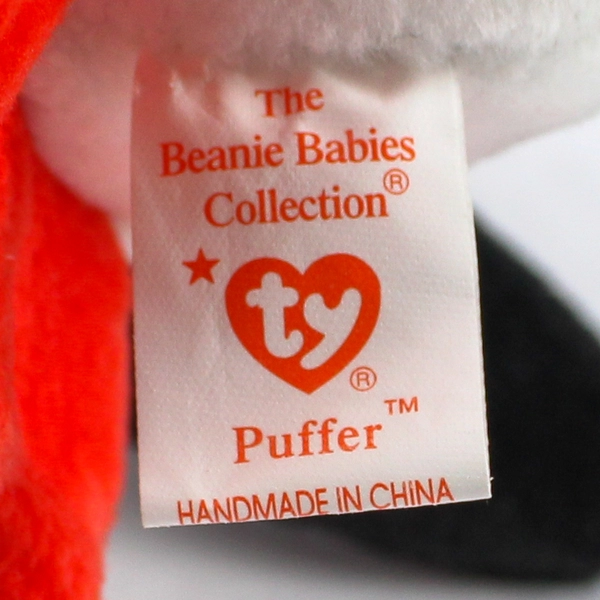 The
Beanie Babies
Collection®
ty®
Puffer™
HANDMADE IN CHINA